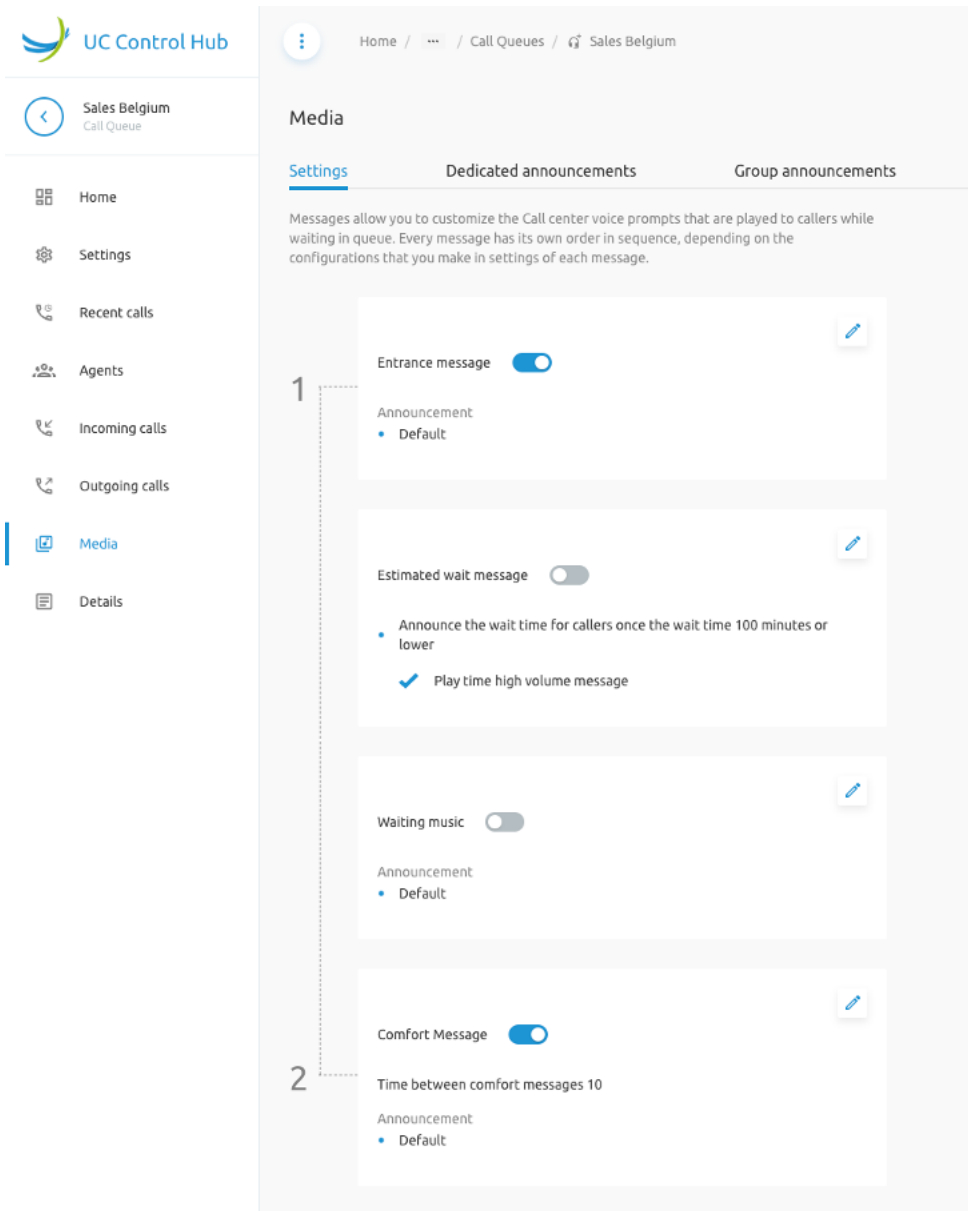 UC Control Hub
Home / ··· / Call Queues / Sales Belgium
Sales Belgium
Call Queue
Home
Settings
Recent calls
Agents
Incoming calls
Outgoing calls
Media
Details
Media
Settings Dedicated announcements Group announcements
Messages allow you to customize the Call center voice prompts that are played to callers while
waiting in queue. Every message has its own order in sequence, depending on the
configurations that you make in settings of each message.
1
Entrance message
Announcement
Default
Estimated wait message
Announce the wait time for callers once the wait time 100 minutes or
lower
Play time high volume message
Waiting music
Announcement
Default
2
Comfort Message
Time between comfort messages 10
Announcement
Default